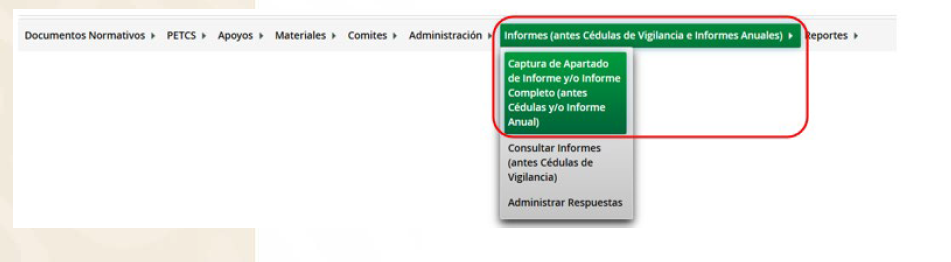 Documentos Normativos PETCS Apoyos Materiales Comites Administración Informes (antes Cédulas de Vigilancia e Informes Anuales) Reportes
Captura de Apartado
de Informe y/o Informe
Completo (antes
Cédulas y/o Informe
Anual)
Consultar Informes
(antes Cédulas de
Vigilancia)
Administrar Respuestas